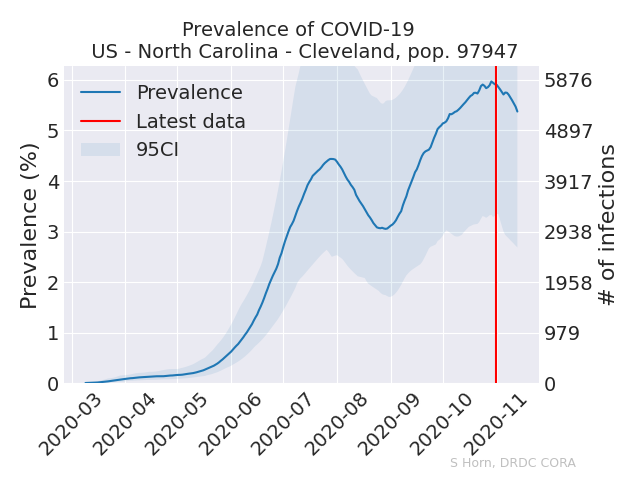 Prevalence of COVID-19
US - North Carolina - Cleveland, pop. 97947
Prevalence
Latest data
95CI
Prevalence (%)
6
5
4
3
2
1
0
5876
4897
3917
2938
1958
979
0
# of infections
2020-03
2020-04
2020-05
2020-06
2020-07
2020-08
2020-09
2020-10
2020-11
S Horn, DRDC CORA